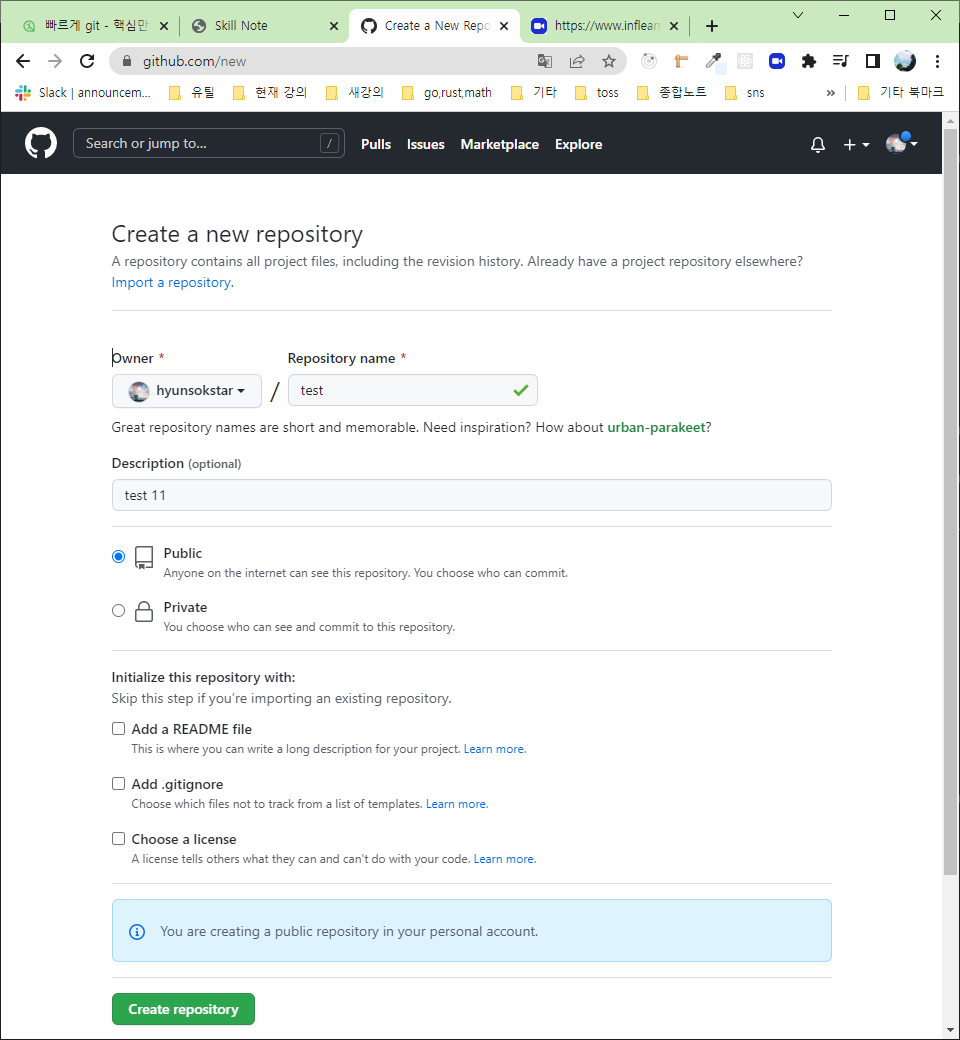 빠르게 git - 핵심만
Skill Note
Create a New Repo
https://www.inflearn
github.com/new
Slack | announcem...
유틸
현재 강의
새강의
go,rust,math
기타
toss
종합노트
sns
»
기타 북마크
Search or jump to...
/
Pulls
Issues
Marketplace
Explore
Create a new repository
A repository contains all project files, including the revision history. Already have a project repository elsewhere?
Import a repository.
Owner *
Repository name *
hyunsokstar
/
test
Great repository names are short and memorable. Need inspiration? How about urban-parakeet?
Description (optional)
test 11
Public
Anyone on the internet can see this repository. You choose who can commit.
Private
You choose who can see and commit to this repository.
Initialize this repository with:
Skip this step if you're importing an existing repository.
Add a README file
This is where you can write a long description for your project. Learn more.
Add .gitignore
Choose which files not to track from a list of templates. Learn more.
Choose a license
A license tells others what they can and can't do with your code. Learn more.
You are creating a public repository in your personal account.
Create repository